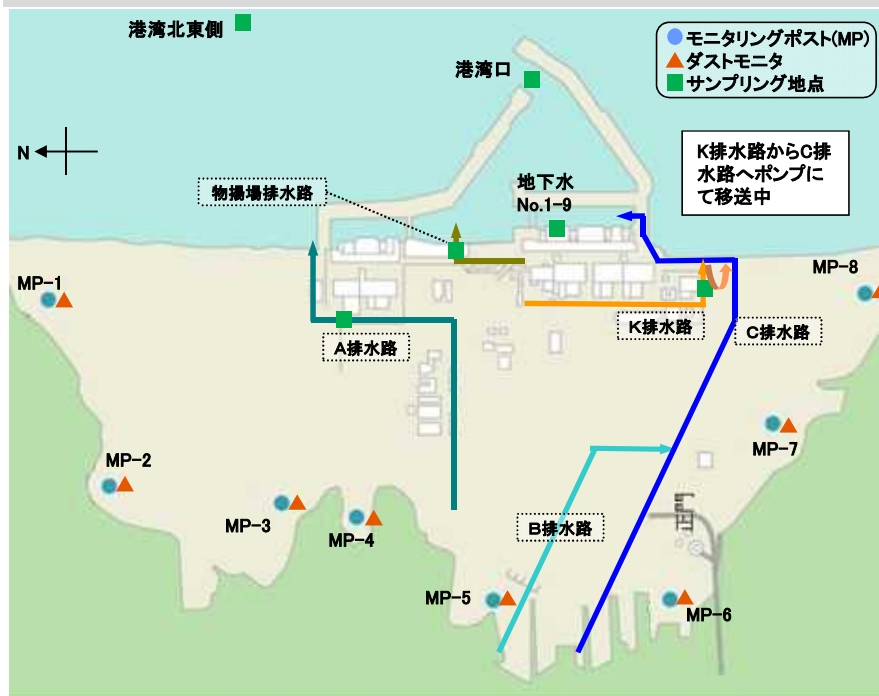 港湾北東側
港湾口
モニタリングポスト(MP)
ダストモニタ
サンプリング地点
N
K排水路からC排
水路へポンプに
て移送中
物揚場排水路
地下水
No.1-9
MP-1
MP-8
K排水路
C排水路
A排水路
MP-7
MP-2
MP-3
MP-4
正門
B排水路
MP-5
MP-6